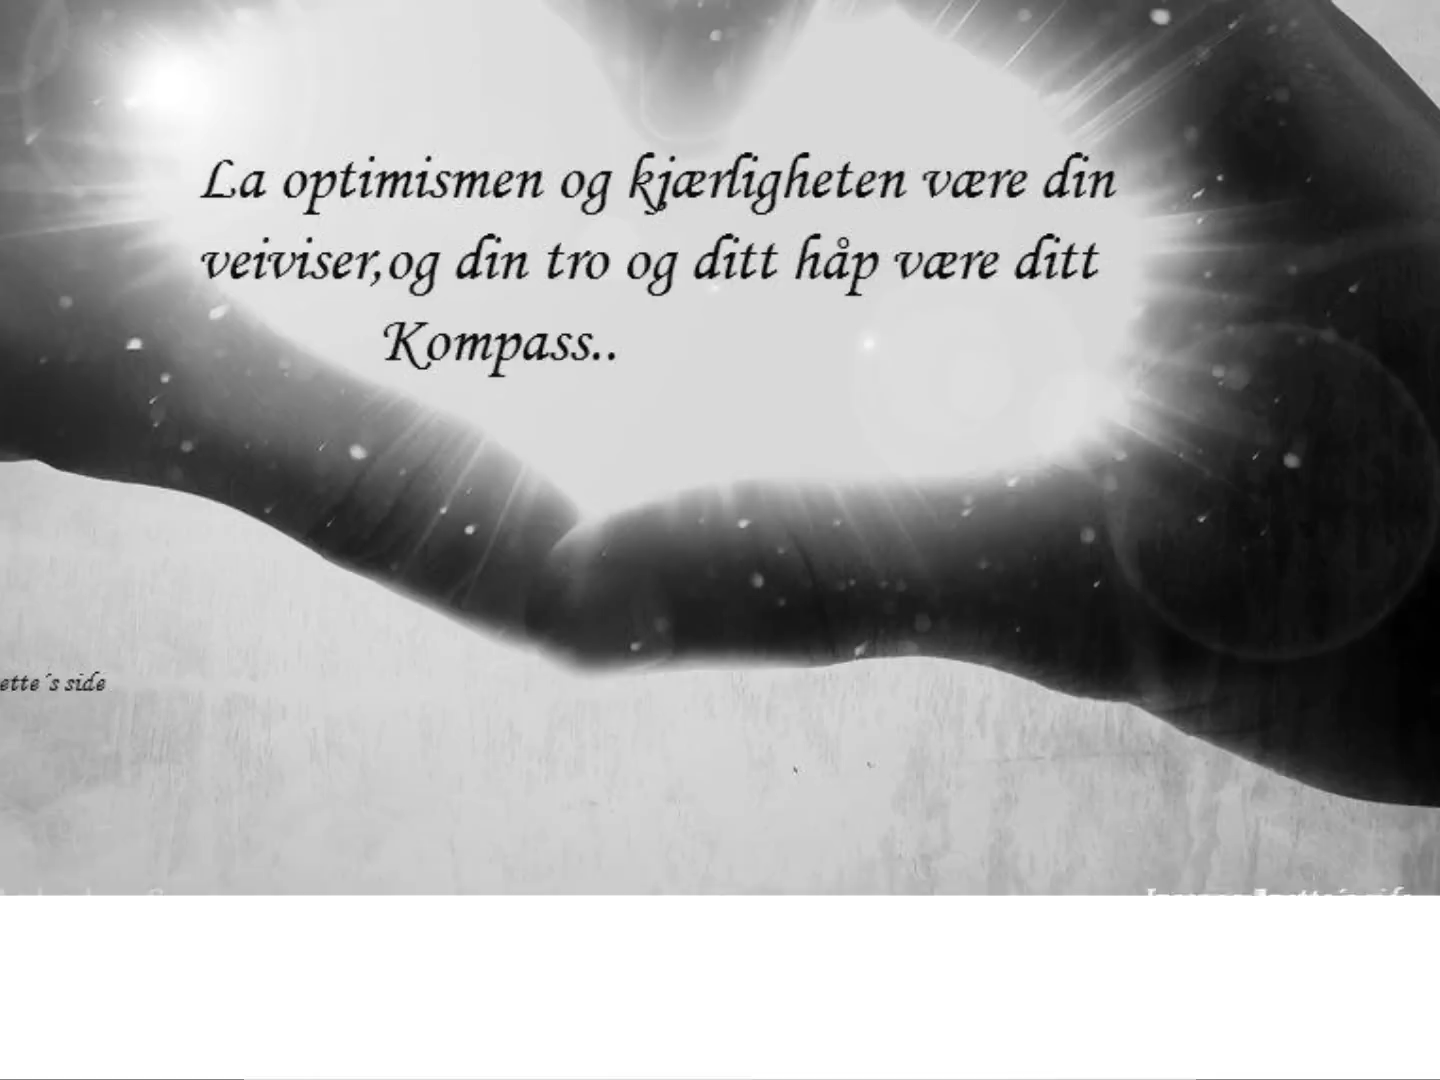 La optimismen og kjærligheten være din
veiviser,og din tro og ditt håp være ditt
Kompass..
ette´s side